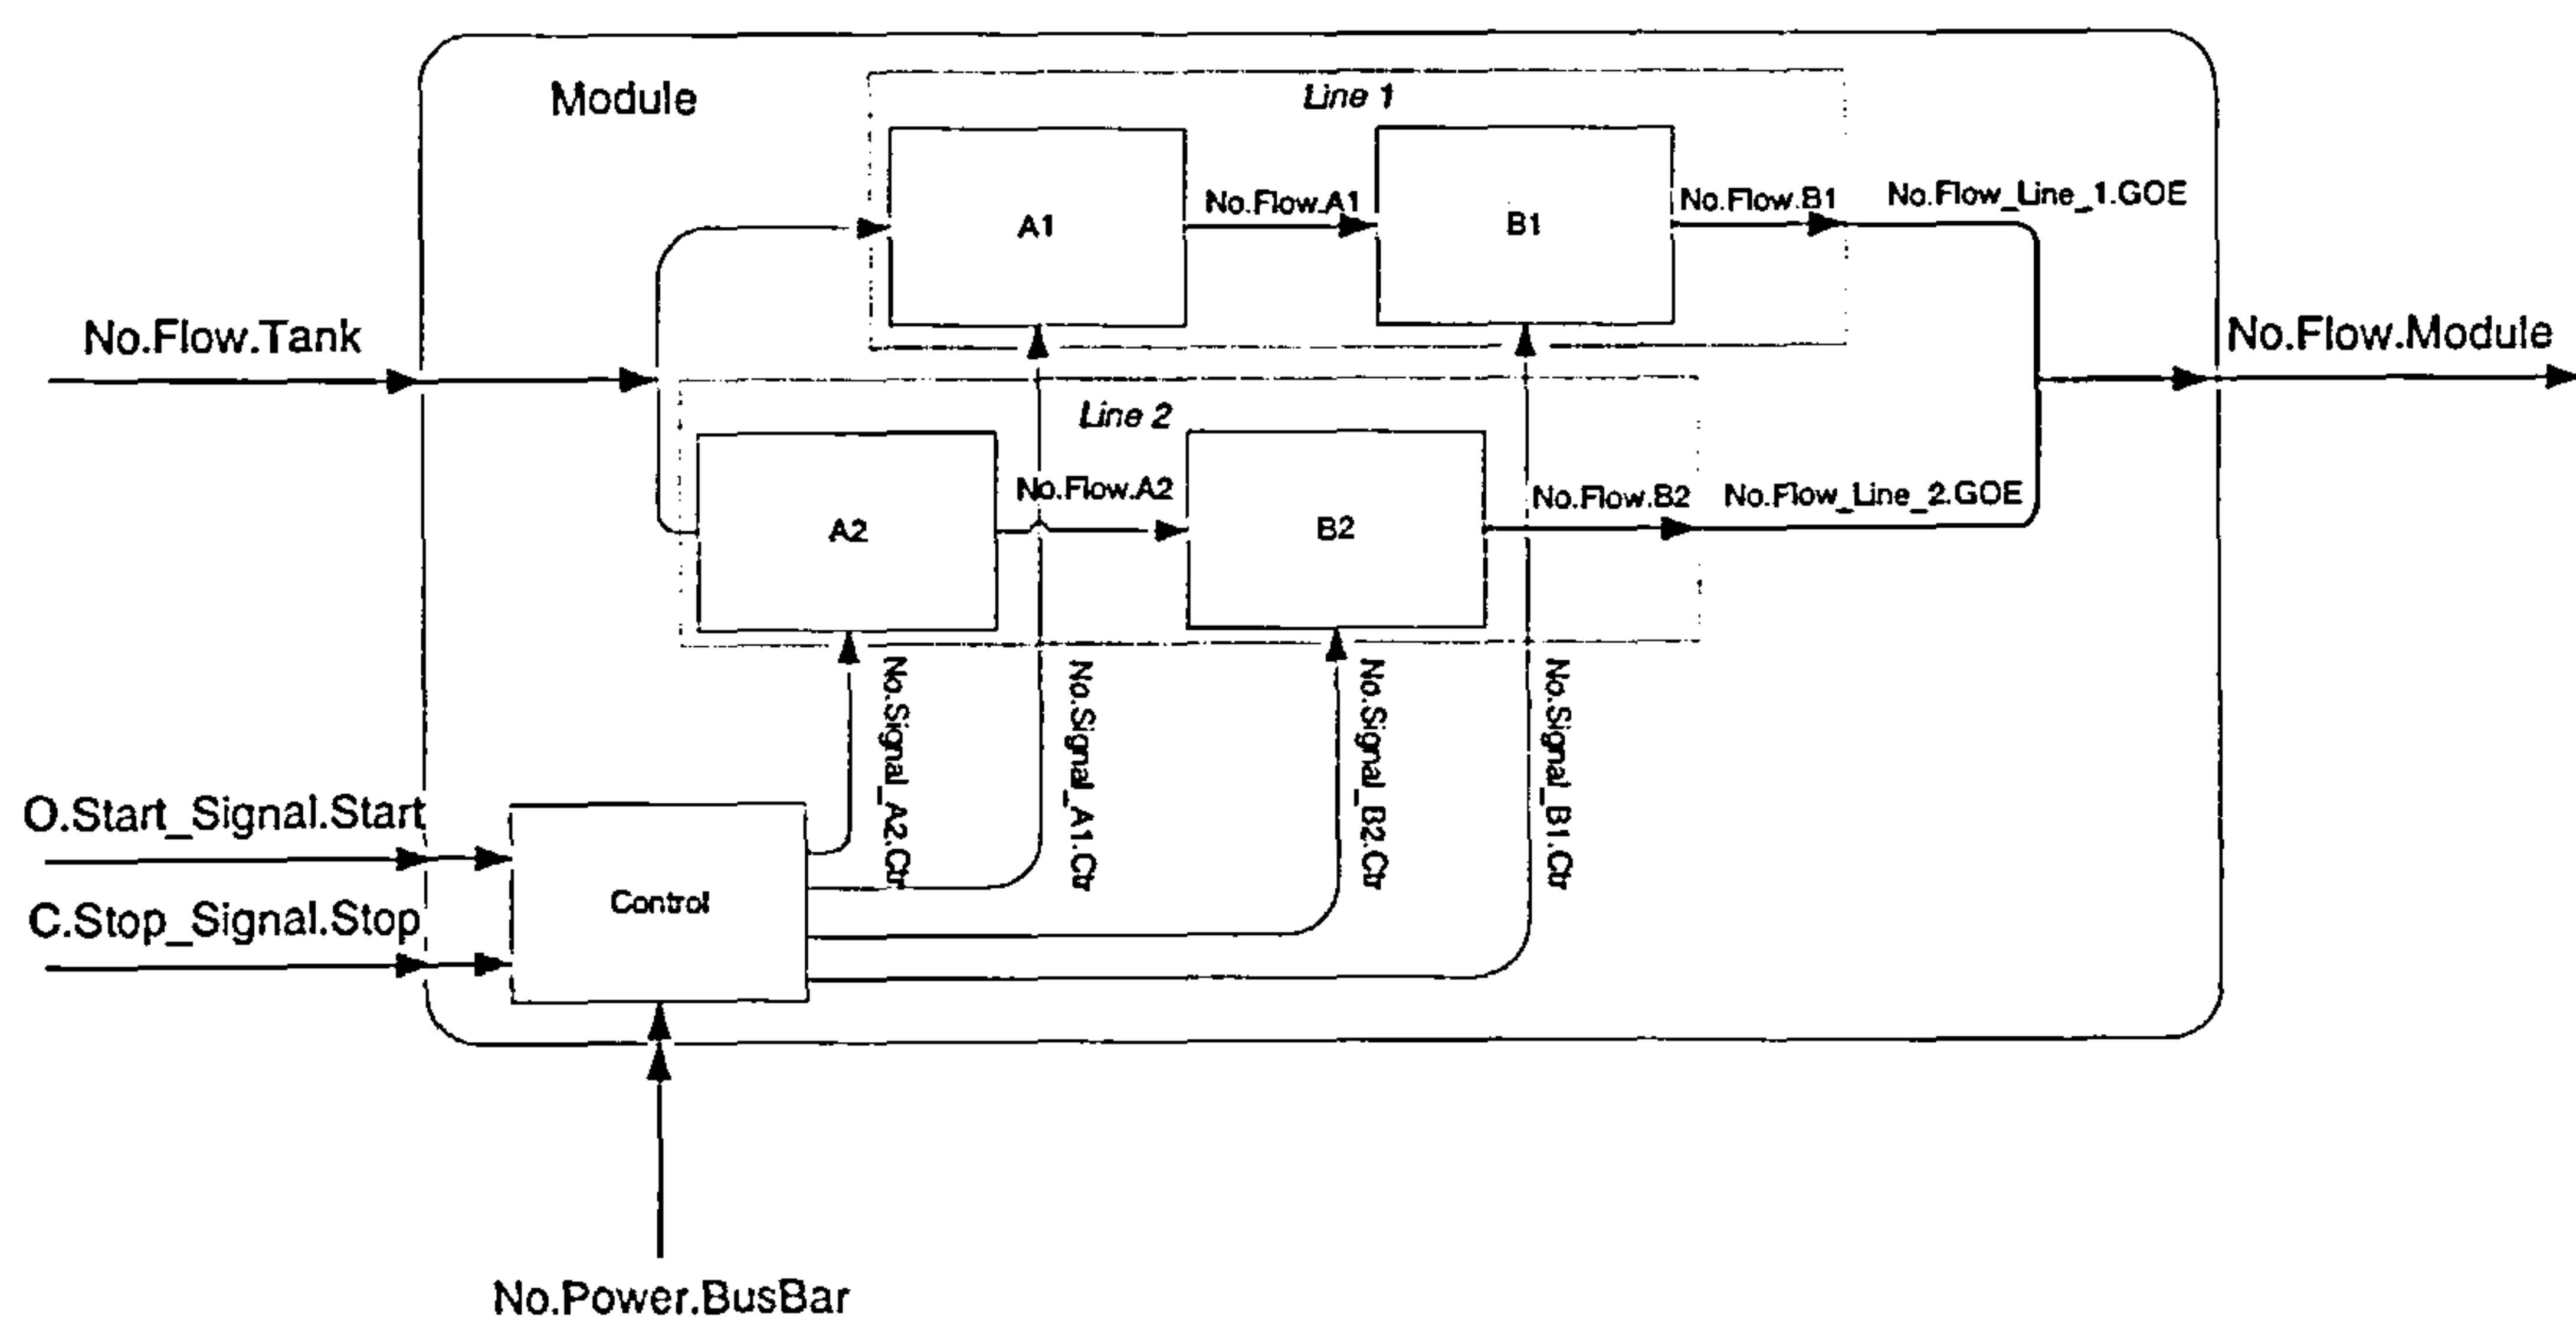 Module
Line 1
A1
No.Flow.A1
B1
No.Flow.B1
No.Flow_Line_1.GOE
No.Flow.Tank
No.Flow.Module
Line 2
A2
No.Flow.A2
B2
No.Flow.B2
No.Flow_Line_2.GOE
No.Signal_A2.Ctr
No.Signal_A1.Ctr
No.Signal_B2.Ctr
No.Signal_B1.Ctr
O.Start_Signal.Start
C.Stop_Signal.Stop
Control
No.Power.BusBar